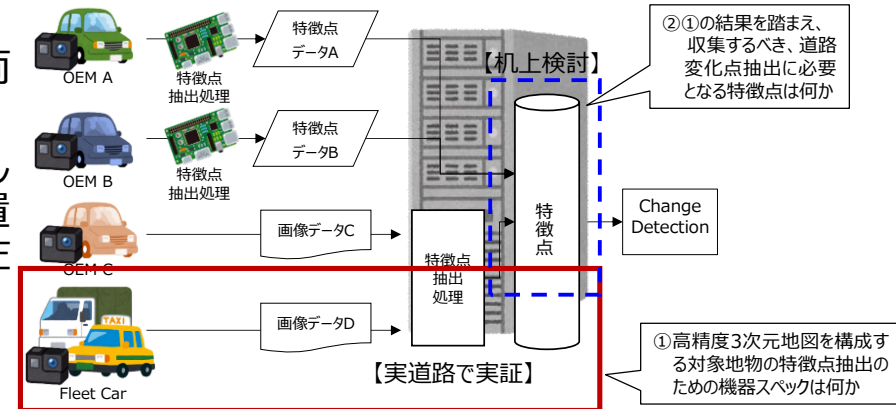 面
ん
置
E
OEM A
特徴点
抽出処理
特徴点
データA
OEM B
特徴点
抽出処理
特徴点
データB
OEM C
画像データC
TAXI
Fleet Car
画像データD
特徴点
抽出
処理
【机上検討】
特
徴
点
Change
Detection
【実道路で実証】
②①の結果を踏まえ、
収集するべき、道路
変化点抽出に必要
となる特徴点は何か
①高精度3次元地図を構成す
る対象地物の特徴点抽出の
ための機器スペックは何か